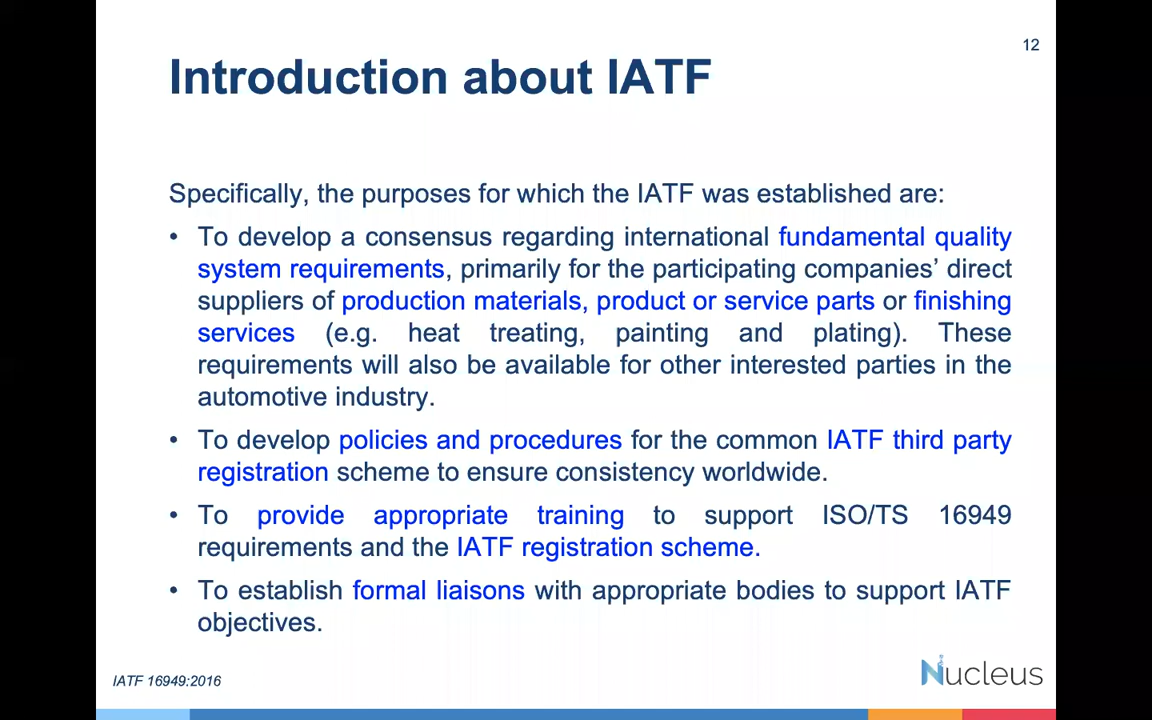 12
Introduction about IATF
Specifically, the purposes for which the IATF was established are:
• To develop a consensus regarding international fundamental quality
system requirements, primarily for the participating companies’ direct
suppliers of production materials, product or service parts or finishing
services (e.g. heat treating, painting and plating). These
requirements will also be available for other interested parties in the
automotive industry.
• To develop policies and procedures for the common IATF third party
registration scheme to ensure consistency worldwide.
• To provide appropriate training to support ISO/TS 16949
requirements and the IATF registration scheme.
• To establish formal liaisons with appropriate bodies to support IATF
objectives.
IATF 16949:2016
Nucleus